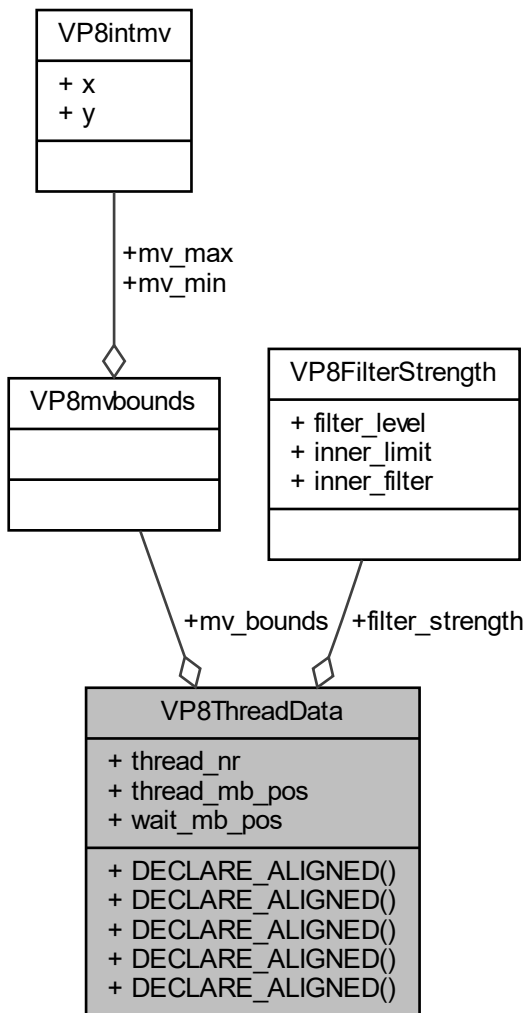 VP8intmv
+ x
+ y
+mv_max
+mv_min
VP8mvbounds
VP8FilterStrength
+ filter_level
+ inner_limit
+ inner_filter
+mv_bounds
+filter_strength
VP8ThreadData
+ thread_nr
+ thread_mb_pos
+ wait_mb_pos
+ DECLARE_ALIGNED()
+ DECLARE_ALIGNED()
+ DECLARE_ALIGNED()
+ DECLARE_ALIGNED()
+ DECLARE_ALIGNED()